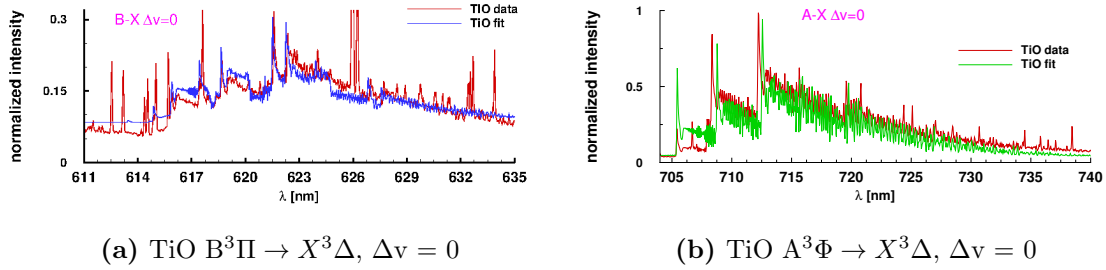 B-X Δv=0
TIO data
TiO fit
normalized intensity
0.3
0.15
0
611 614 617 620 623 626 629 632 635
λ [nm]
(a) TiO B³Π → X³Δ, Δv = 0
A-X Δv=0
TiO data
TiO fit
normalized intensity
1
0.5
0
705 710 715 720 725 730 735 740
λ [nm]
(b) TiO A³Φ → X³Δ, Δv = 0